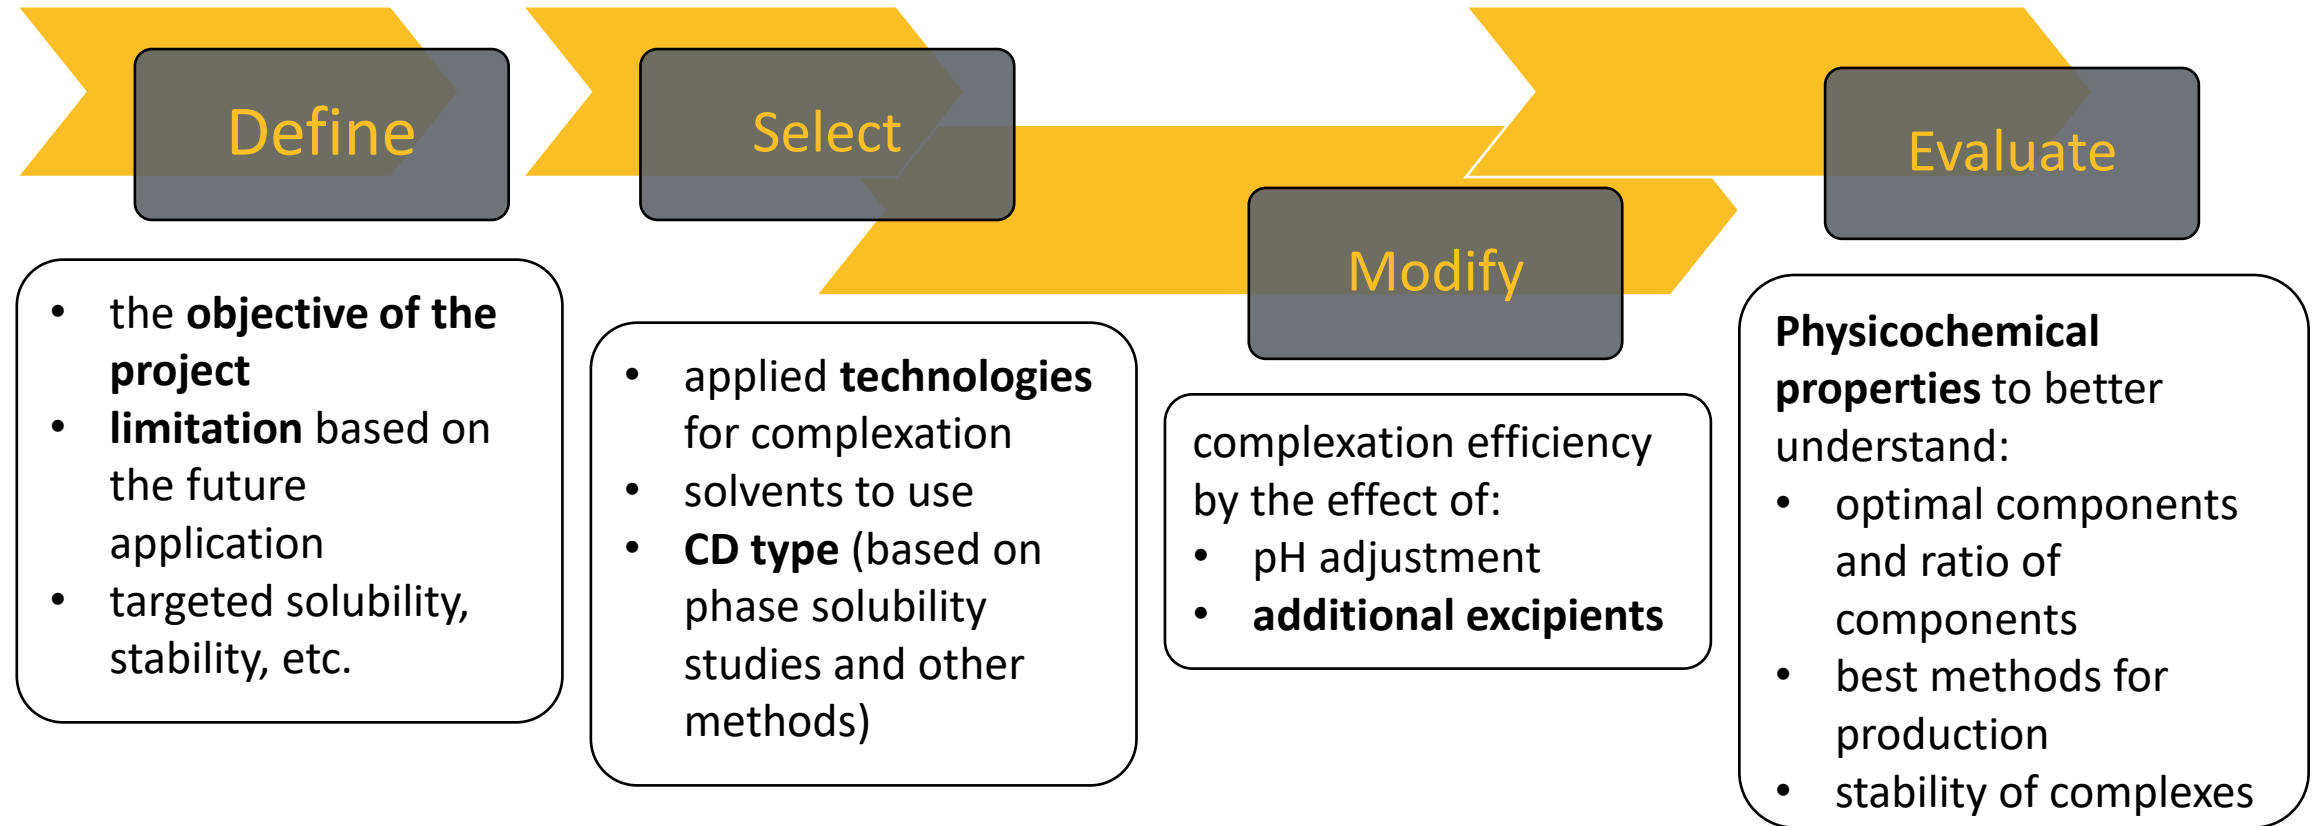 Define
• the objective of the
project
• limitation based on
the future
application
• targeted solubility,
stability, etc.
Select
• applied technologies
for complexation
• solvents to use
• CD type (based on
phase solubility
studies and other
methods)
Modify
complexation efficiency
by the effect of:
• pH adjustment
• additional excipients
Evaluate
Physicochemical
properties to better
understand:
• optimal components
and ratio of
components
• best methods for
production
• stability of complexes